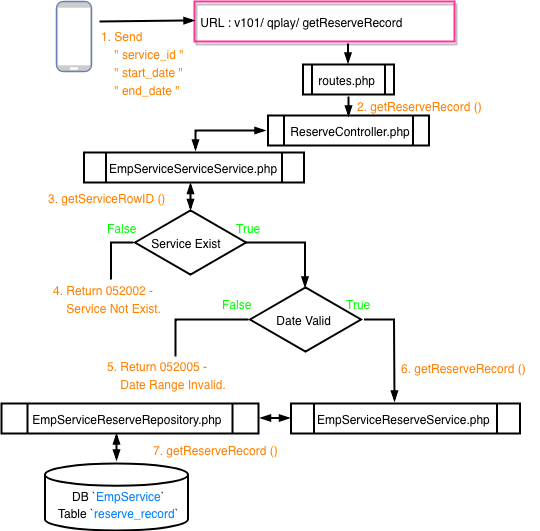 URL : v101/ qplay/ getReserveRecord
1. Send
" service_id "
" start_date "
" end_date "
routes.php
2. getReserveRecord ()
ReserveController.php
EmpServiceServiceService.php
3. getServiceRowID ()
False
True
Service Exist
4. Return 052002 -
Service Not Exist.
False
True
Date Valid
5. Return 052005 -
Date Range Invalid.
6. getReserveRecord ()
EmpServiceReserveRepository.php
EmpServiceReserveService.php
7. getReserveRecord ()
DB `EmpService`
Table `reserve_record`